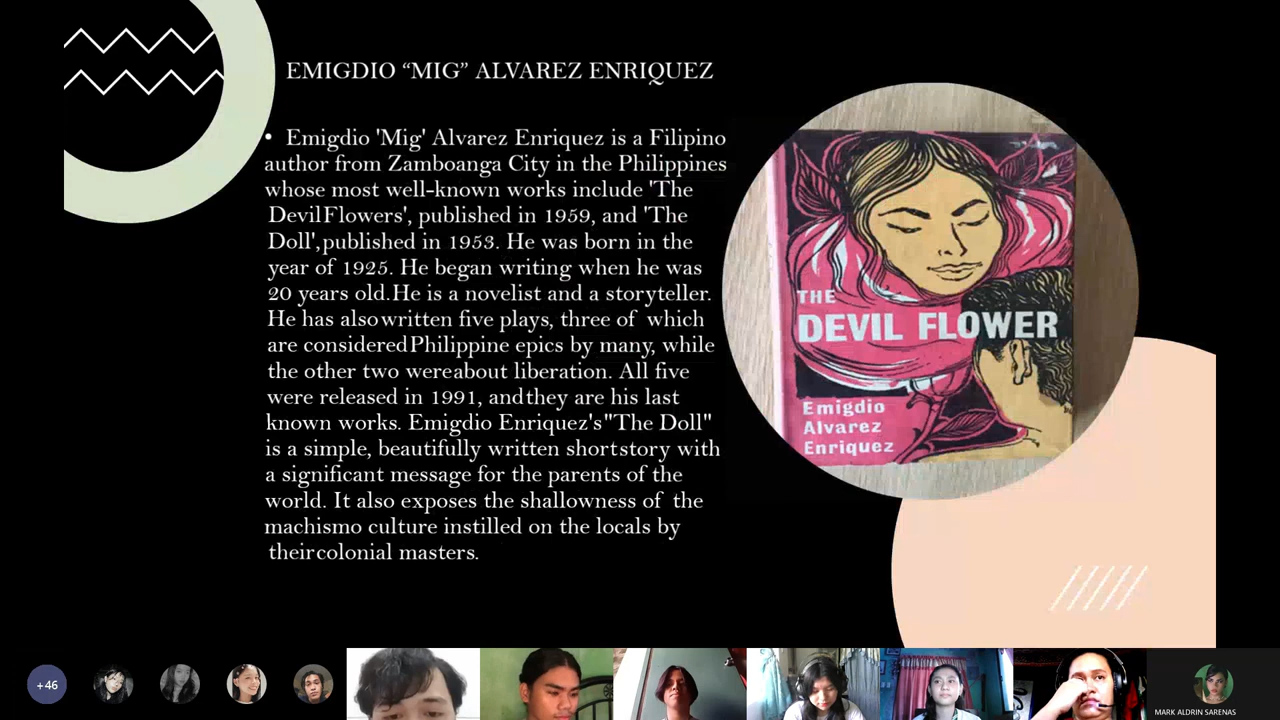 EMIGDIO “MIG” ALVAREZ ENRIQUEZ
• Emigdio 'Mig' Alvarez Enriquez is a Filipino
author from Zamboanga City in the Philippines
whose most well-known works include 'The
DevilFlowers', published in 1959, and 'The
Doll',published in 1953. He was born in the
year of 1925. He began writing when he was
20 years old.He is a novelist and a storyteller.
He has alsowritten five plays, three of which
are consideredPhilippine epics by many, while
the other two wereabout liberation. All five
were released in 1991, andthey are his last
known works. Emigdio Enriquez's"The Doll"
is a simple, beautifully written shortstory with
a significant message for the parents of the
world. It also exposes the shallowness of the
machismo culture instilled on the locals by
theircolonial masters.
THE
DEVIL FLOWER
Emigdio
Alvarez
Enriquez
+46
MARK ALDRIN SARENAS